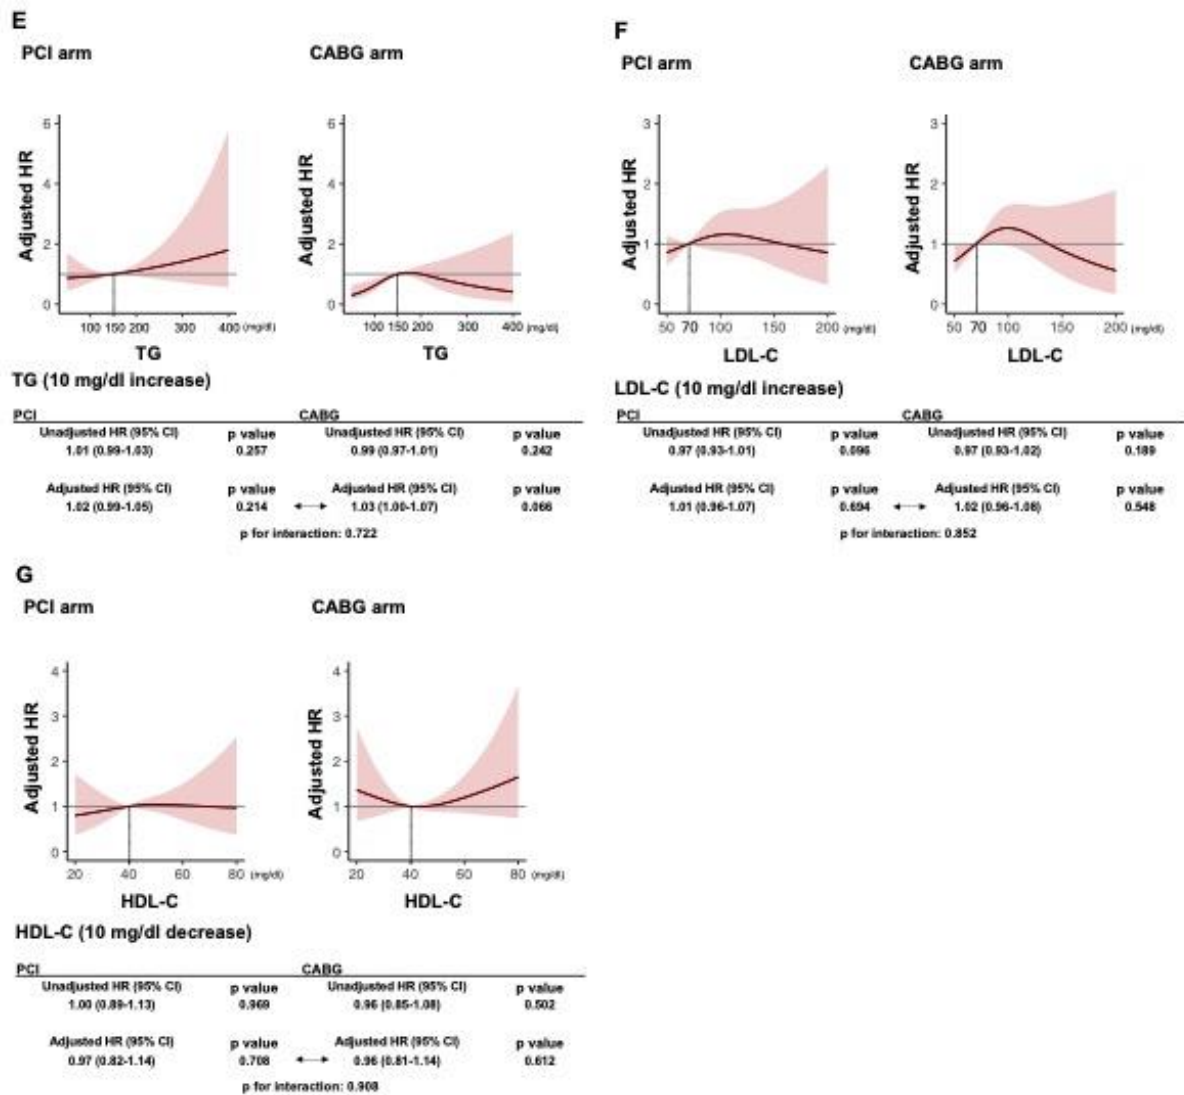 E
PCI arm
CABG arm
Adjusted HR
6
4
2
0
100 150 200 300 400 (mg/dl)
TG
Adjusted HR
6
4
2
0
100 150 200 300 400 (mg/dl)
TG
TG (10 mg/dl increase)
PCI CABG
Unadjusted HR (95% CI) p value Unadjusted HR (95% CI) p value
1.01 (0.99-1.03) 0.257 0.99 (0.97-1.01) 0.242
Adjusted HR (95% CI) p value Adjusted HR (95% CI) p value
1.02 (0.99-1.05) 0.214 ↔ 1.03 (1.00-1.07) 0.066
p for interaction: 0.722
F
PCI arm
CABG arm
Adjusted HR
3
2
1
0
50 70 100 150 200 (mg/dl)
LDL-C
Adjusted HR
3
2
1
0
50 70 100 150 200 (mg/dl)
LDL-C
LDL-C (10 mg/dl increase)
PCI CABG
Unadjusted HR (95% CI) p value Unadjusted HR (95% CI) p value
0.97 (0.93-1.01) 0.096 0.97 (0.93-1.02) 0.189
Adjusted HR (95% CI) p value Adjusted HR (95% CI) p value
1.01 (0.96-1.07) 0.694 ↔ 1.02 (0.96-1.08) 0.548
p for interaction: 0.852
G
PCI arm
CABG arm
Adjusted HR
4
3
2
1
0
20 40 60 80 (mg/dl)
HDL-C
Adjusted HR
4
3
2
1
0
20 40 60 80 (mg/dl)
HDL-C
HDL-C (10 mg/dl decrease)
PCI CABG
Unadjusted HR (95% CI) p value Unadjusted HR (95% CI) p value
1.00 (0.89-1.13) 0.969 0.96 (0.85-1.08) 0.502
Adjusted HR (95% CI) p value Adjusted HR (95% CI) p value
0.97 (0.82-1.14) 0.708 ↔ 0.96 (0.81-1.14) 0.612
p for interaction: 0.908